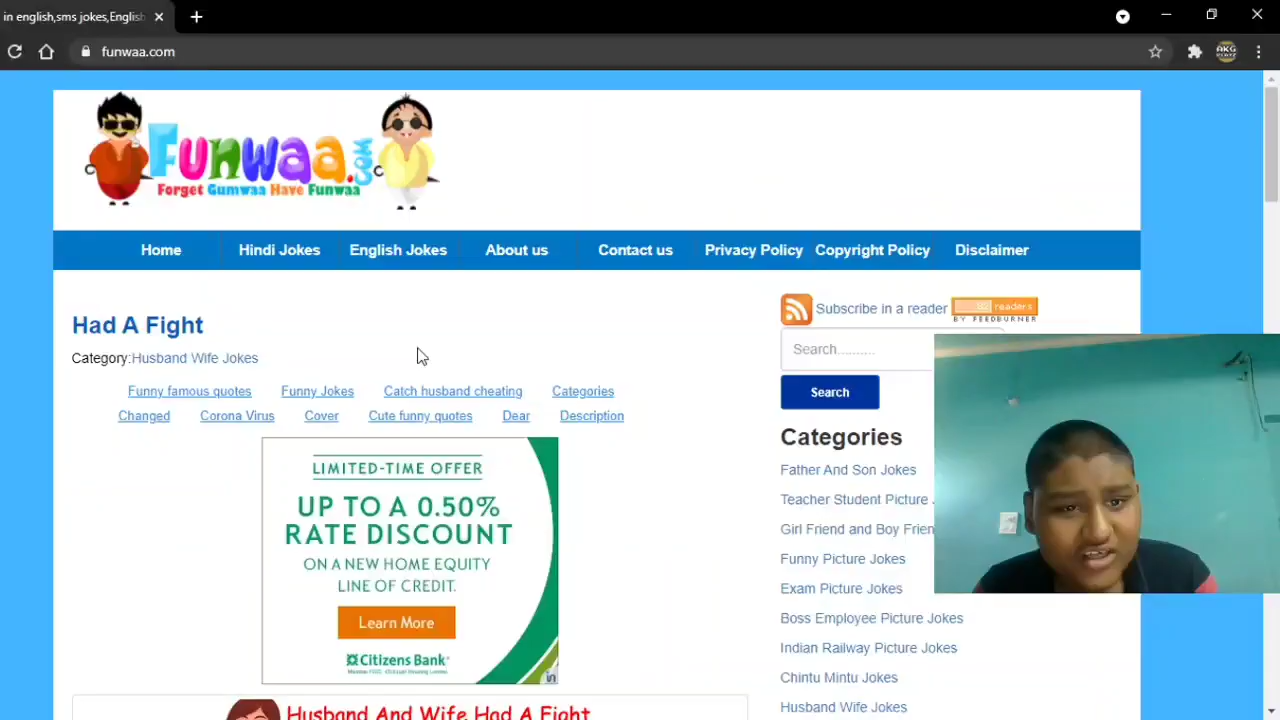 in english,sms jokes,English
funwaa.com
AKG
Funwaa.com
Forget Gumwaa Have Funwaa
Home Hindi Jokes English Jokes About us Contact us Privacy Policy Copyright Policy Disclaimer
Had A Fight
Category:Husband Wife Jokes
Funny famous quotes Funny Jokes Catch husband cheating Categories
Changed Corona Virus Cover Cute funny quotes Dear Description
LIMITED-TIME OFFER
UP TO A 0.50%
RATE DISCOUNT
ON A NEW HOME EQUITY
LINE OF CREDIT.
Learn More
Citizens Bank®
Husband And Wife Had A Fight
Subscribe in a reader
readers
BY FEEDBURNER
Search..........
Search
Categories
Father And Son Jokes
Teacher Student Picture
Girl Friend and Boy Frien
Funny Picture Jokes
Exam Picture Jokes
Boss Employee Picture Jokes
Indian Railway Picture Jokes
Chintu Mintu Jokes
Husband Wife Jokes